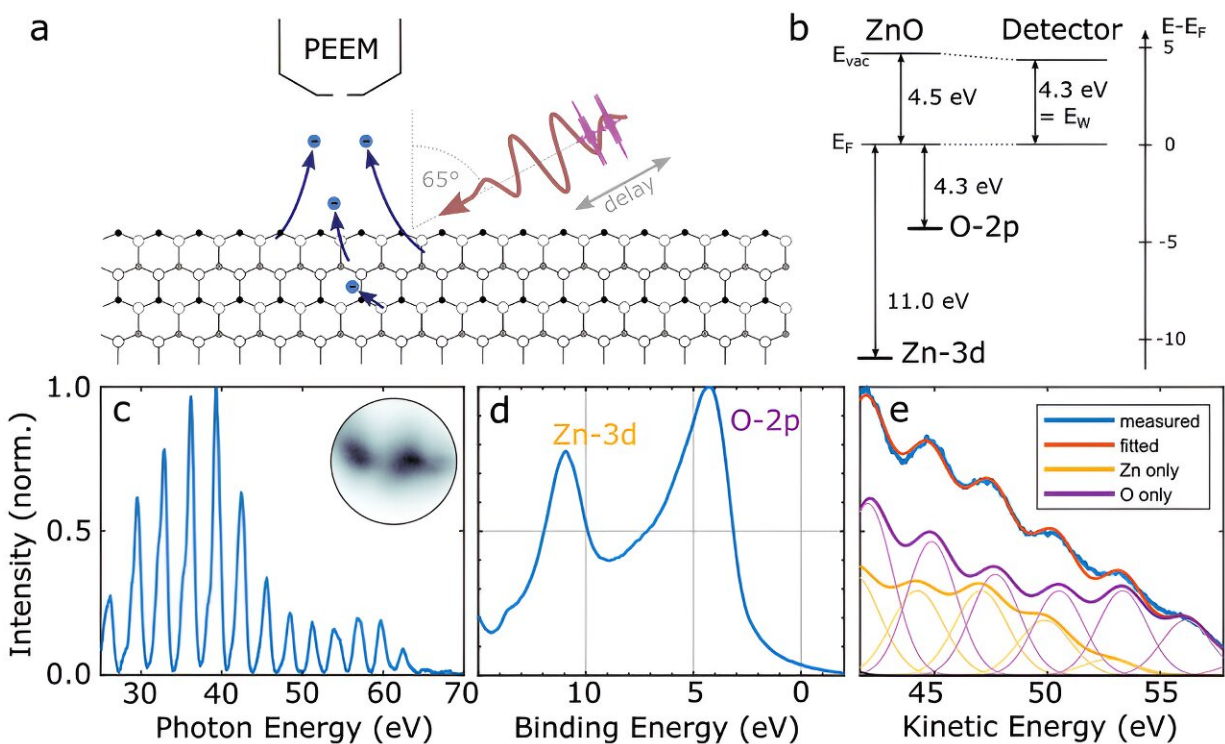 a
PEEM
65°
delay
b
ZnO
Detector
E-E_F
E_vac
4.5 eV
4.3 eV
= E_W
E_F
4.3 eV
O-2p
11.0 eV
Zn-3d
5
0
-5
-10
c
Intensity (norm.)
1.0
0.5
0.0
30 40 50 60 70
Photon Energy (eV)
d
Zn-3d
O-2p
10 5 0
Binding Energy (eV)
e
measured
fitted
Zn only
O only
45 50 55
Kinetic Energy (eV)